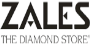 ZALES
THE DIAMOND STORE®